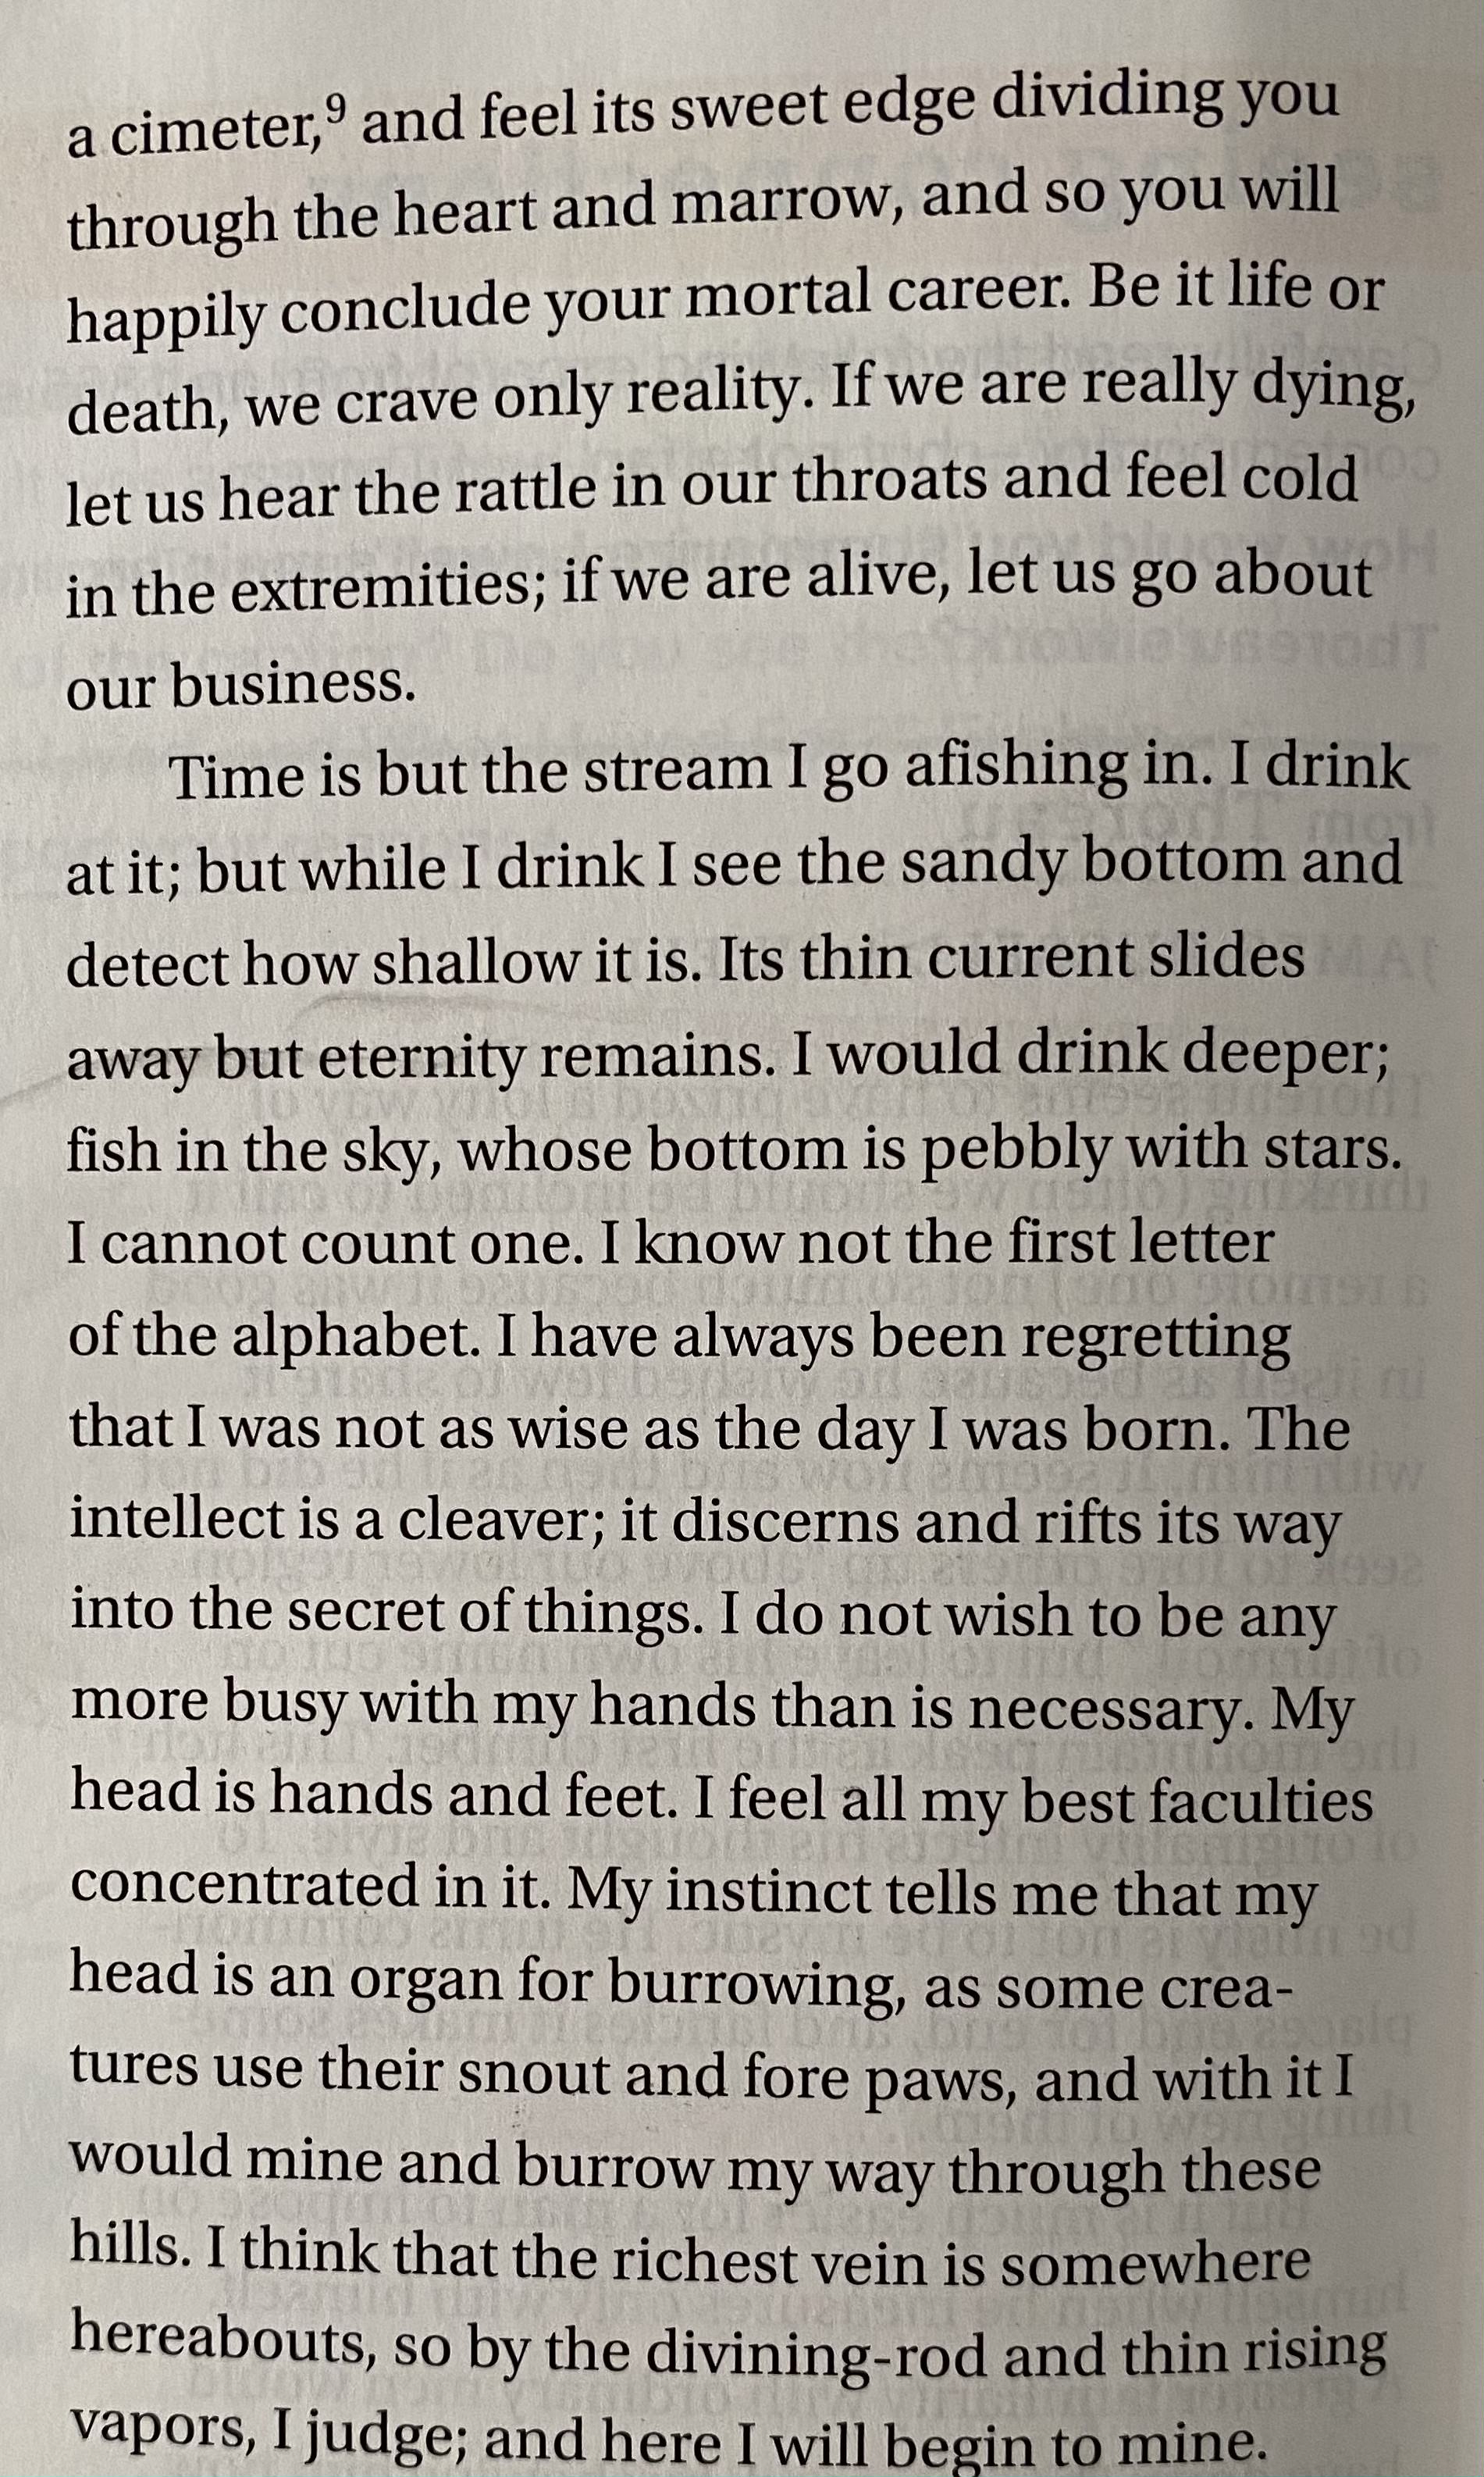 a cimeter,⁹ and feel its sweet edge dividing you
through the heart and marrow, and so you will
happily conclude your mortal career. Be it life or
death, we crave only reality. If we are really dying,
let us hear the rattle in our throats and feel cold
in the extremities; if we are alive, let us go about
our business.
Time is but the stream I go afishing in. I drink
at it; but while I drink I see the sandy bottom and
detect how shallow it is. Its thin current slides
away but eternity remains. I would drink deeper;
fish in the sky, whose bottom is pebbly with stars.
I cannot count one. I know not the first letter
of the alphabet. I have always been regretting
that I was not as wise as the day I was born. The
intellect is a cleaver; it discerns and rifts its way
into the secret of things. I do not wish to be any
more busy with my hands than is necessary. My
head is hands and feet. I feel all my best faculties
concentrated in it. My instinct tells me that my
head is an organ for burrowing, as some crea-
tures use their snout and fore paws, and with it I
would mine and burrow my way through these
hills. I think that the richest vein is somewhere
hereabouts, so by the divining-rod and thin rising
vapors, I judge; and here I will begin to mine.